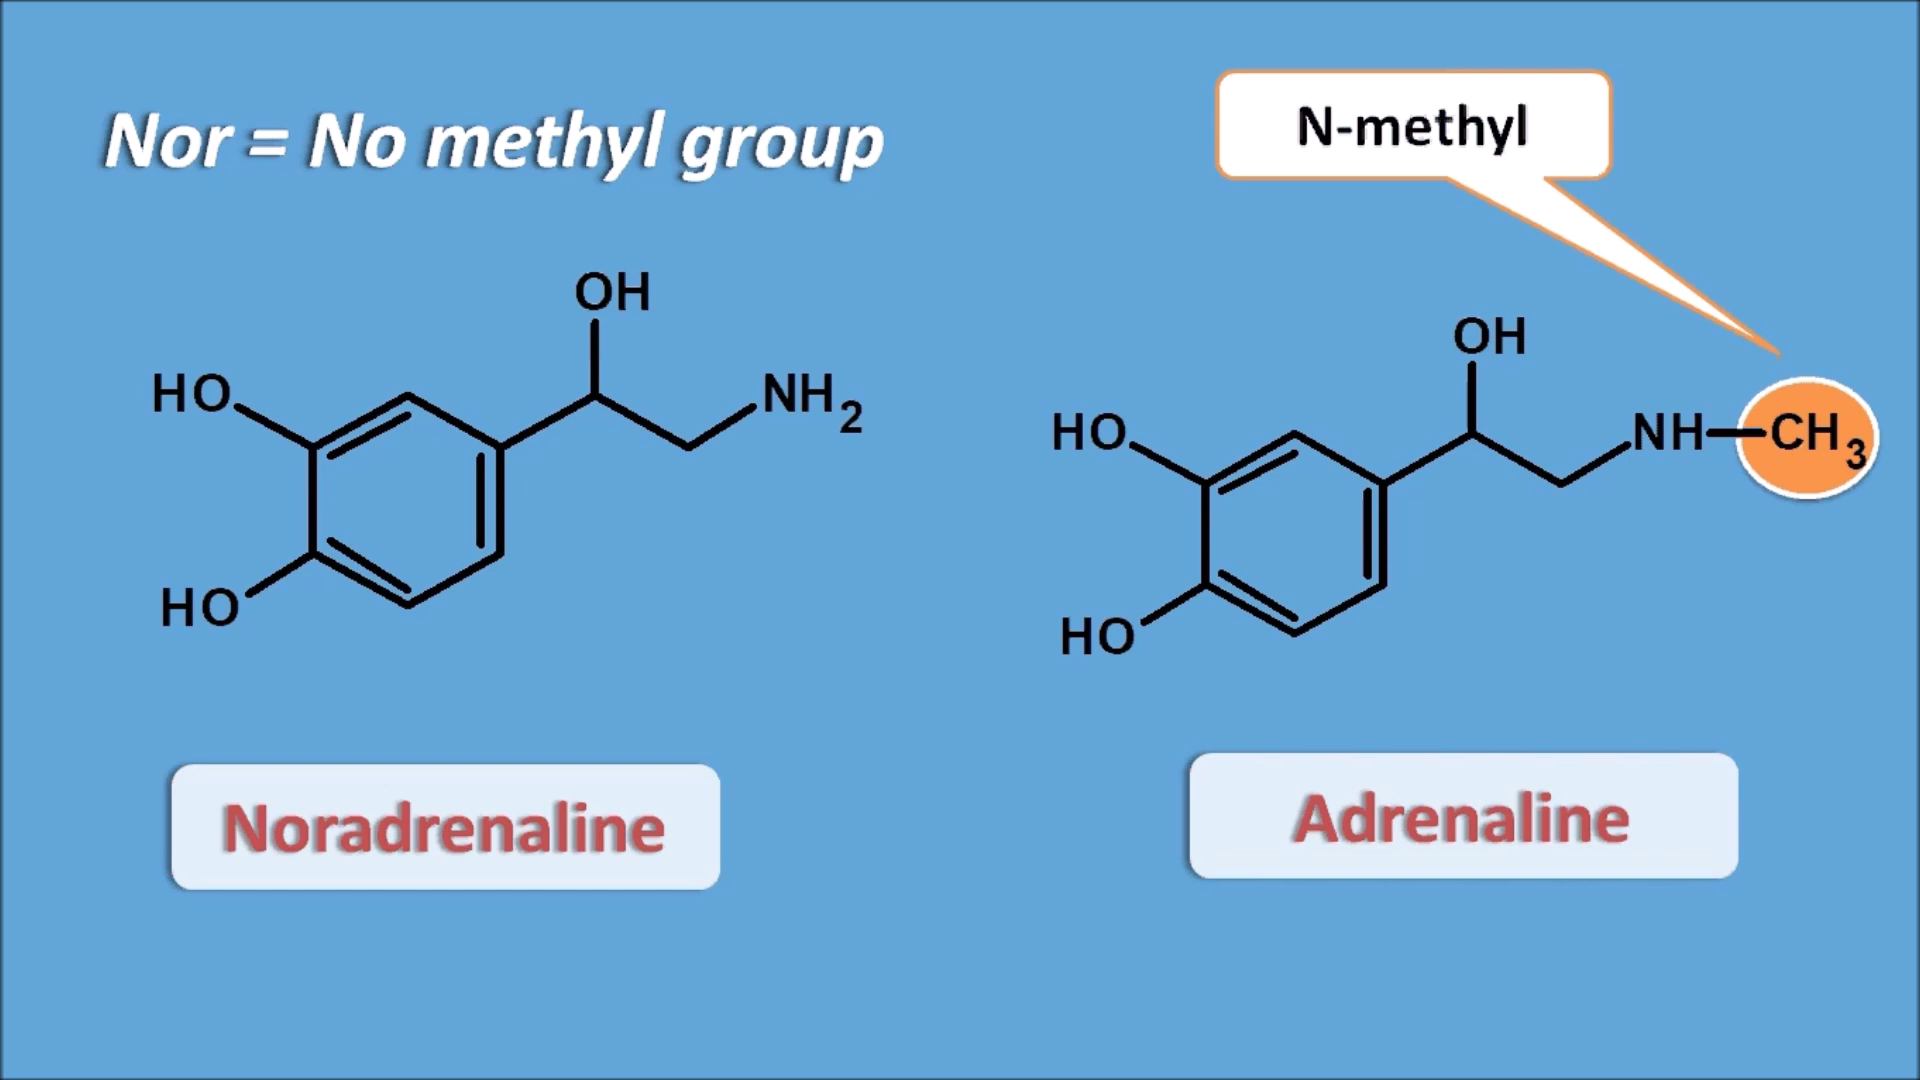 Nor = No methyl group
N-methyl
OH
HO
NH2
HO
OH
HO
NH
CH3
HO
Noradrenaline
Adrenaline